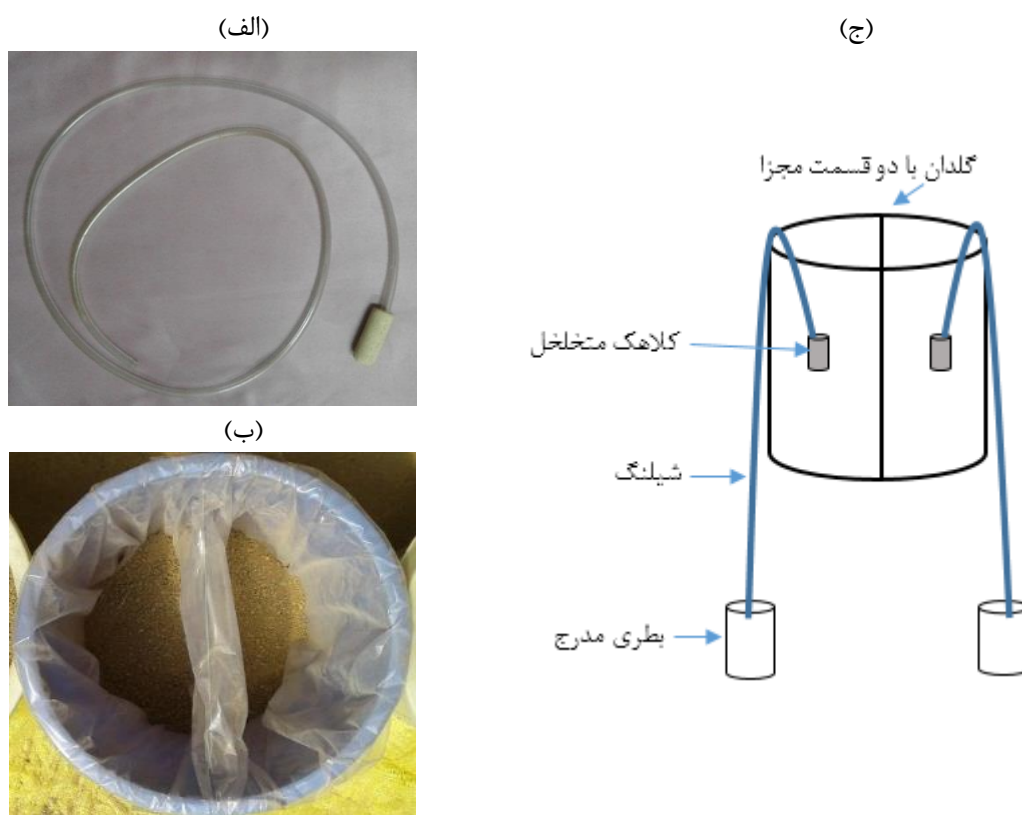 (الف)
(ج)
گلدان با دو قسمت مجزا
کلاهک متخلخل
(ب)
شیلنگ
بطری مدرج